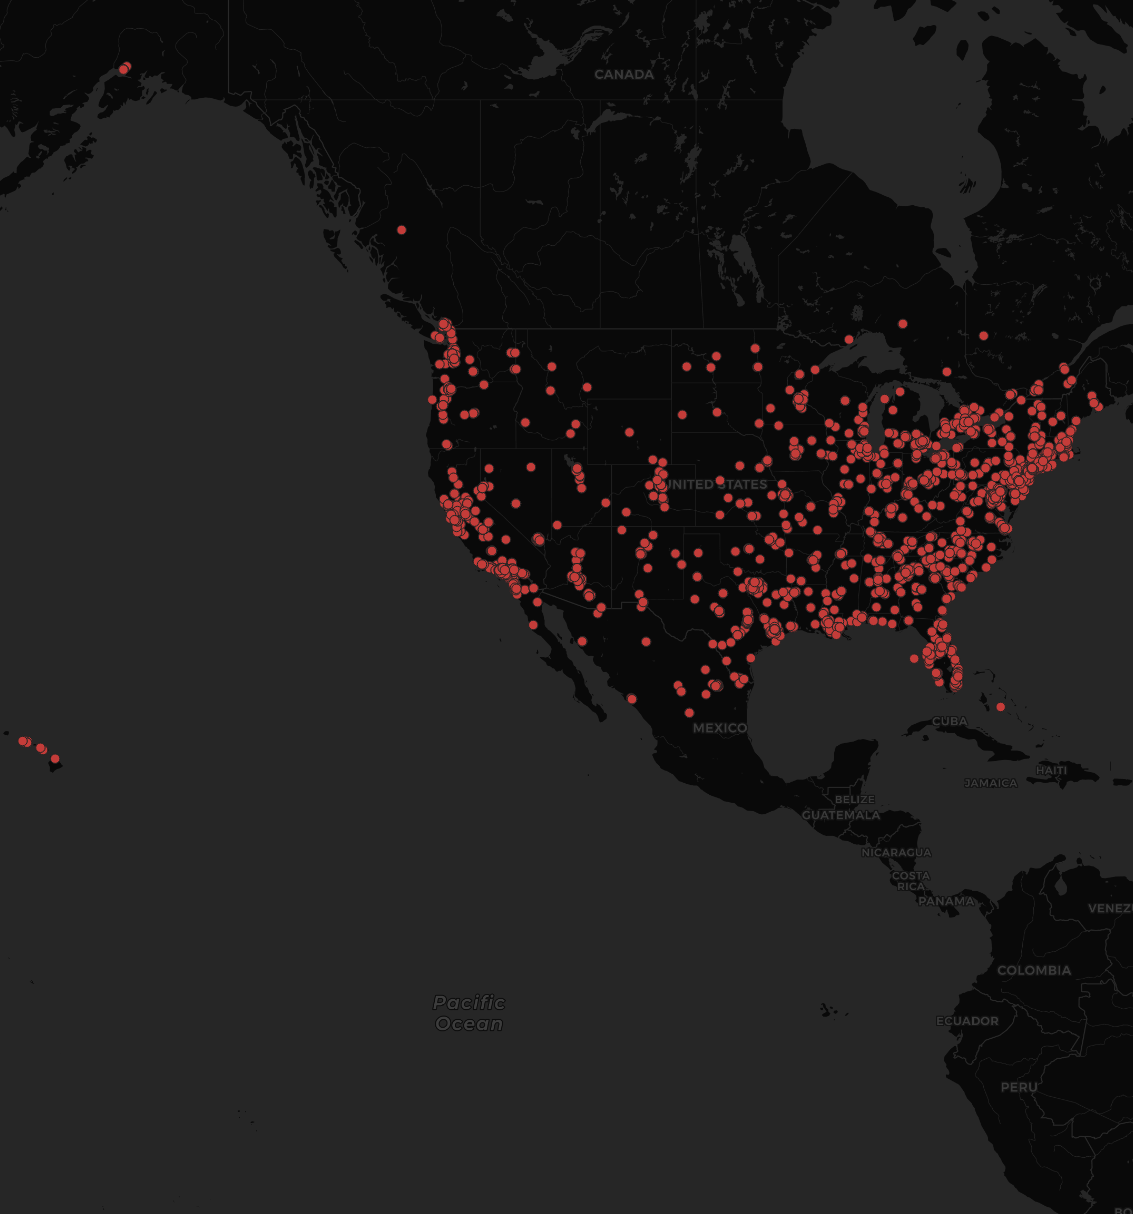 CANADA
UNITED STATES
MEXICO
CUBA
HAITI
JAMAICA
BELIZE
GUATEMALA
NICARAGUA
COSTA
RICA
PANAMA
VENEZ
COLOMBIA
Pacific
Ocean
ECUADOR
PERU
BO